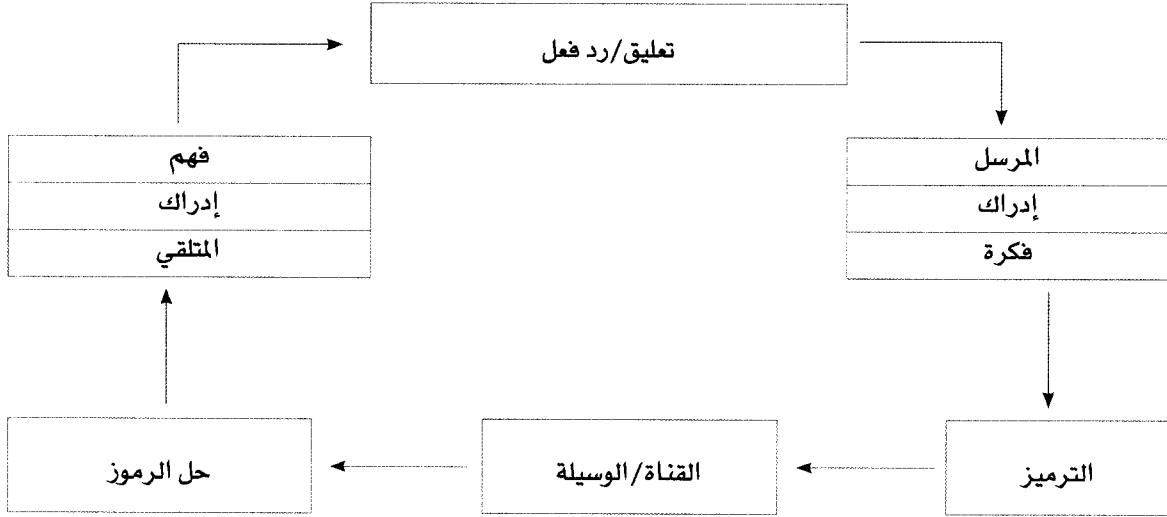 تعليق/رد فعل
المرسل
إدراك
فكرة
فهم
إدراك
المتلقي
الترميز
القناة/الوسيلة
حل الرموز